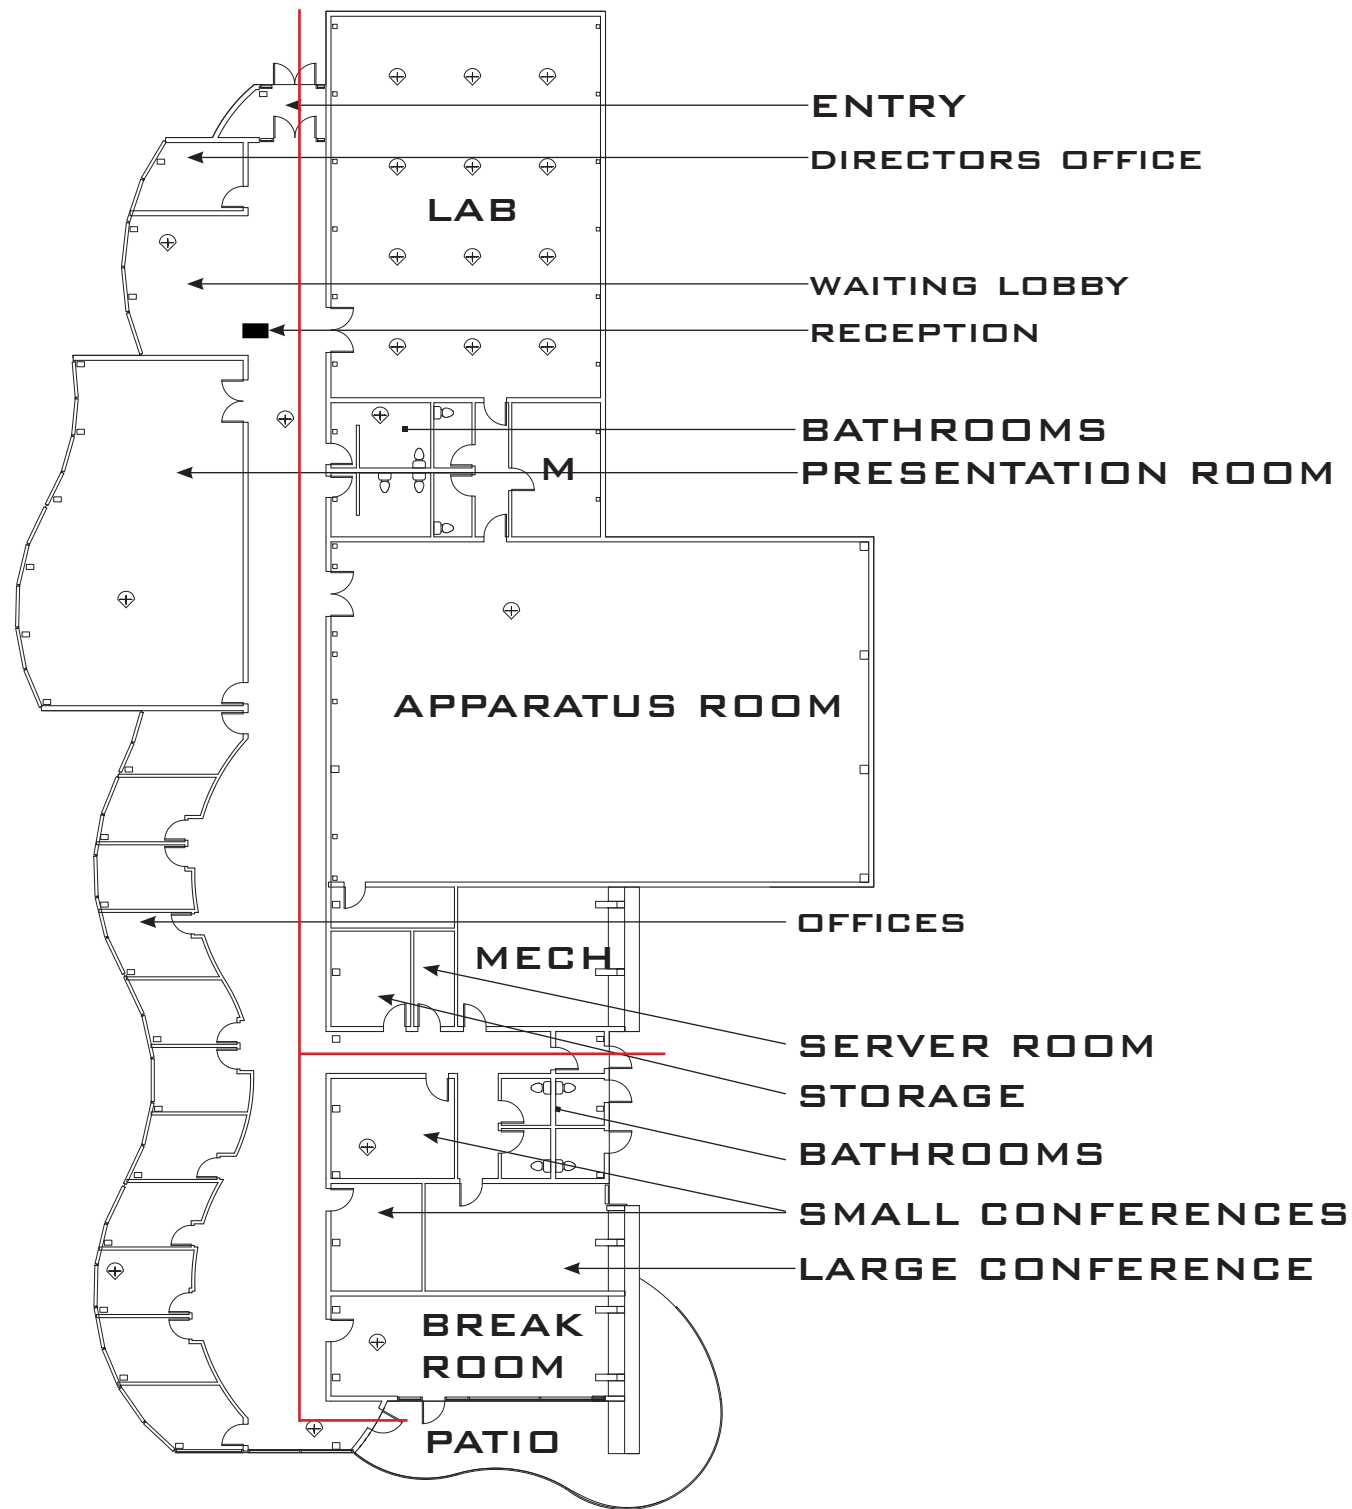 ENTRY
DIRECTORS OFFICE
LAB
WAITING LOBBY
RECEPTION
BATHROOMS
M
PRESENTATION ROOM
APPARATUS ROOM
OFFICES
MECH
SERVER ROOM
STORAGE
BATHROOMS
SMALL CONFERENCES
LARGE CONFERENCE
BREAK
ROOM
PATIO